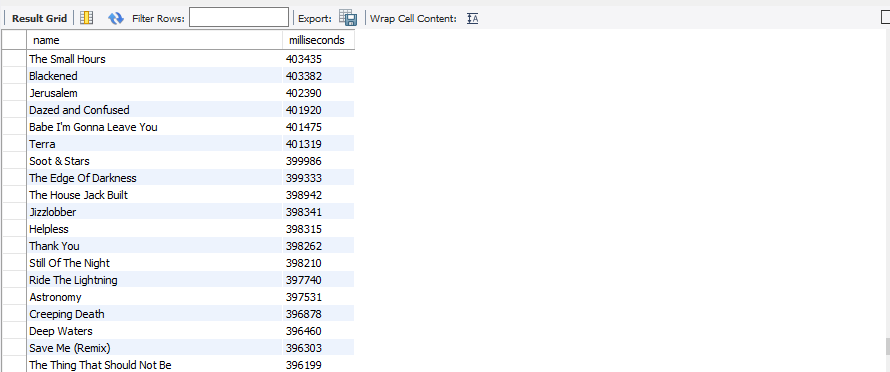 Result Grid Filter Rows: Export: Wrap Cell Content: IA
name milliseconds
The Small Hours 403435
Blackened 403382
Jerusalem 402390
Dazed and Confused 401920
Babe I'm Gonna Leave You 401475
Terra 401319
Soot & Stars 399986
The Edge Of Darkness 399333
The House Jack Built 398942
Jizzlobber 398341
Helpless 398315
Thank You 398262
Still Of The Night 398210
Ride The Lightning 397740
Astronomy 397531
Creeping Death 396878
Deep Waters 396460
Save Me (Remix) 396303
The Thing That Should Not Be 396199